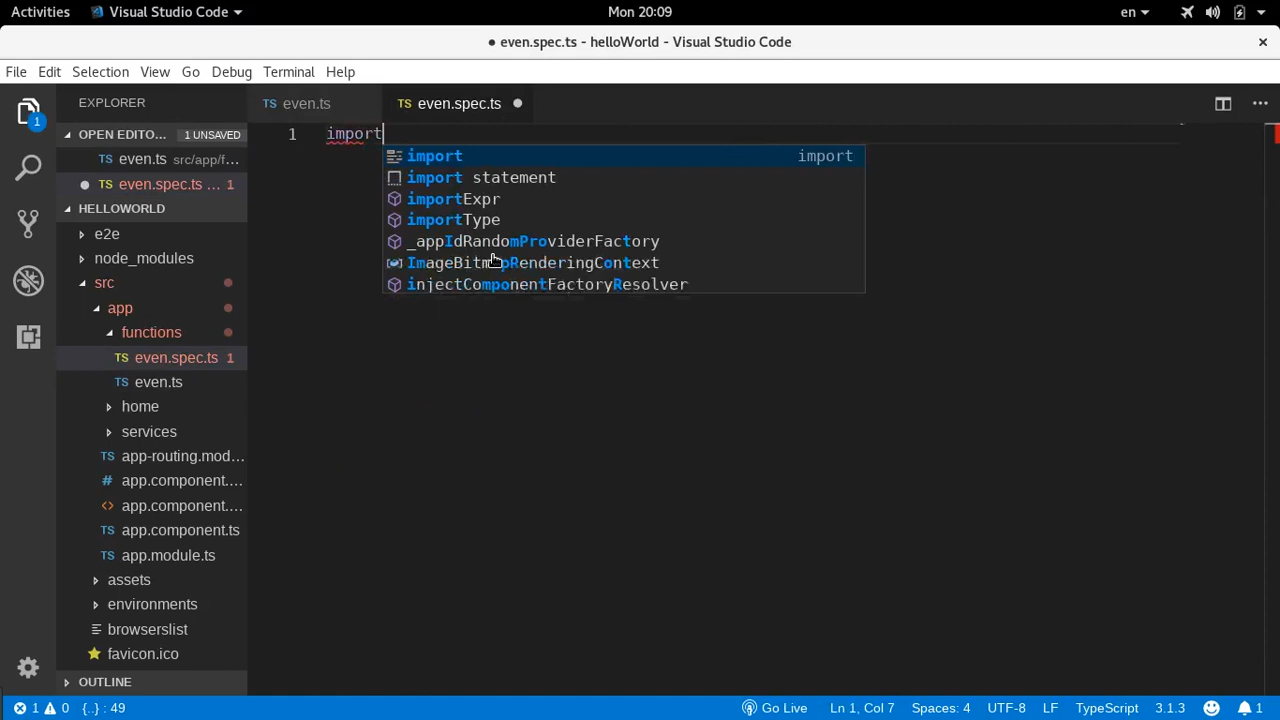 Activities Visual Studio Code Mon 20:09 en
● even.spec.ts - helloWorld - Visual Studio Code ×
File Edit Selection View Go Debug Terminal Help
EXPLORER
TS even.ts
TS even.spec.ts
1
OPEN EDITO... 1 UNSAVED
TS even.ts src/app/f...
TS even.spec.ts ... 1
HELLOWORLD
e2e
node_modules
src
app
functions
TS even.spec.ts 1
TS even.ts
home
services
TS app-routing.mod...
# app.component....
<> app.component....
TS app.component.ts
TS app.module.ts
assets
environments
browserslist
favicon.ico
OUTLINE
1 import
import import
import statement
importExpr
importType
_appIdRandomProviderFactory
ImageBitmapRenderingContext
injectComponentFactoryResolver
1 0 {..} : 49 Go Live Ln 1, Col 7 Spaces: 4 UTF-8 LF TypeScript 3.1.3 1